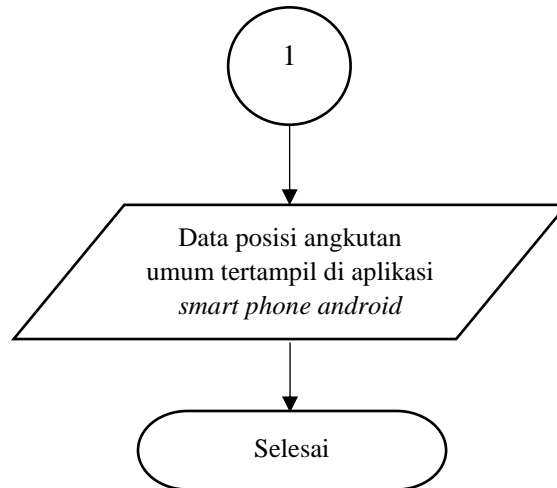 1
Data posisi angkutan
umum tertampil di aplikasi
smart phone android
Selesai